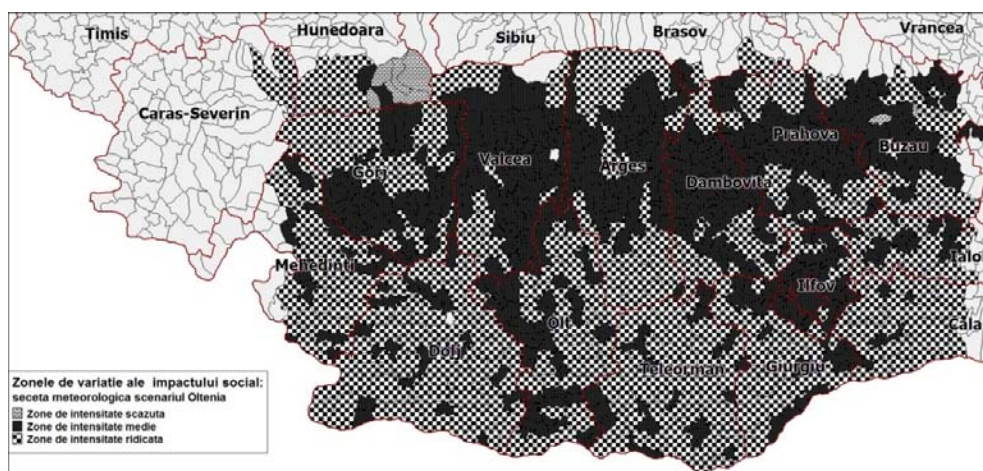 Timis
Hunedoara
Sibiu
Brasov
Vrancea
Caras-Severin
Prahova
Buzau
Valcea
Arges
Gorj
Dambovita
Mehedinti
Ialo
Ilfov
Cala
Olt
Dolj
Teleorman
Giurgiu
Zonele de variatie ale impactului social:
seceta meteorologica scenariul Oltenia
Zone de intensitate scazuta
Zone de intensitate medie
Zone de intensitate ridicata